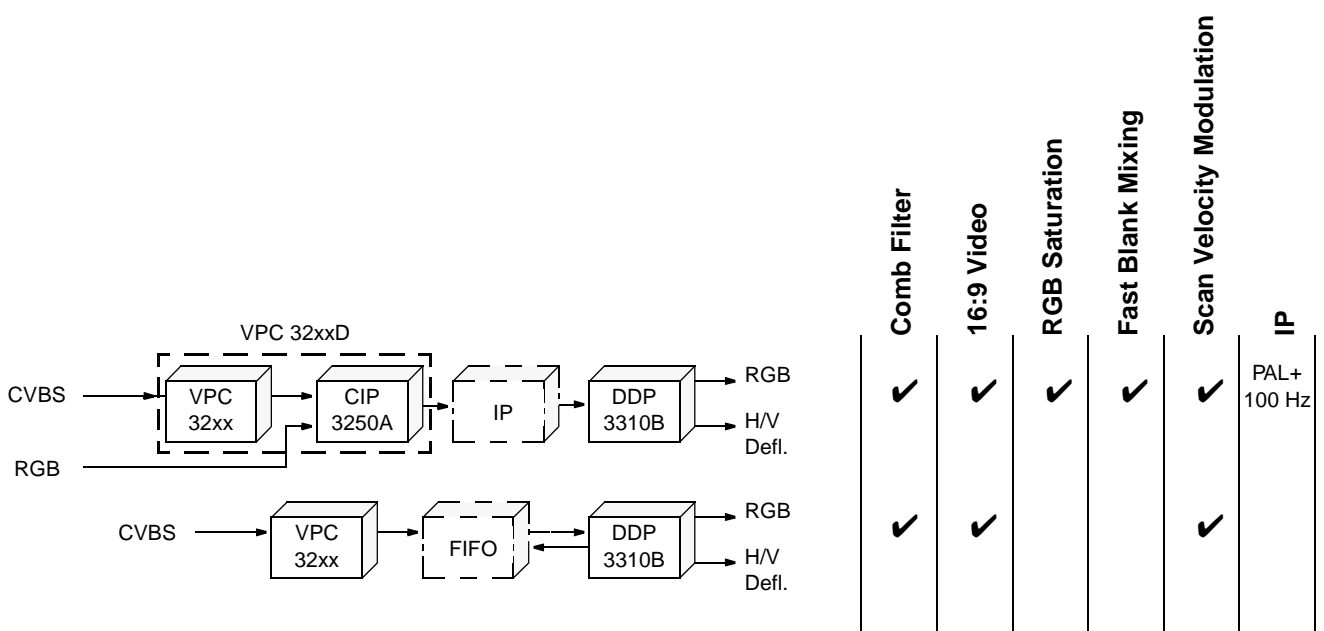 Comb Filter
16:9 Video
RGB Saturation
Fast Blank Mixing
Scan Velocity Modulation
IP
VPC 32xxD
CVBS
VPC
32xx
CIP
3250A
IP
DDP
3310B
RGB
H/V
Defl.
RGB
✔
✔
✔
✔
✔
PAL+
100 Hz
CVBS
VPC
32xx
FIFO
DDP
3310B
RGB
H/V
Defl.
✔
✔
✔